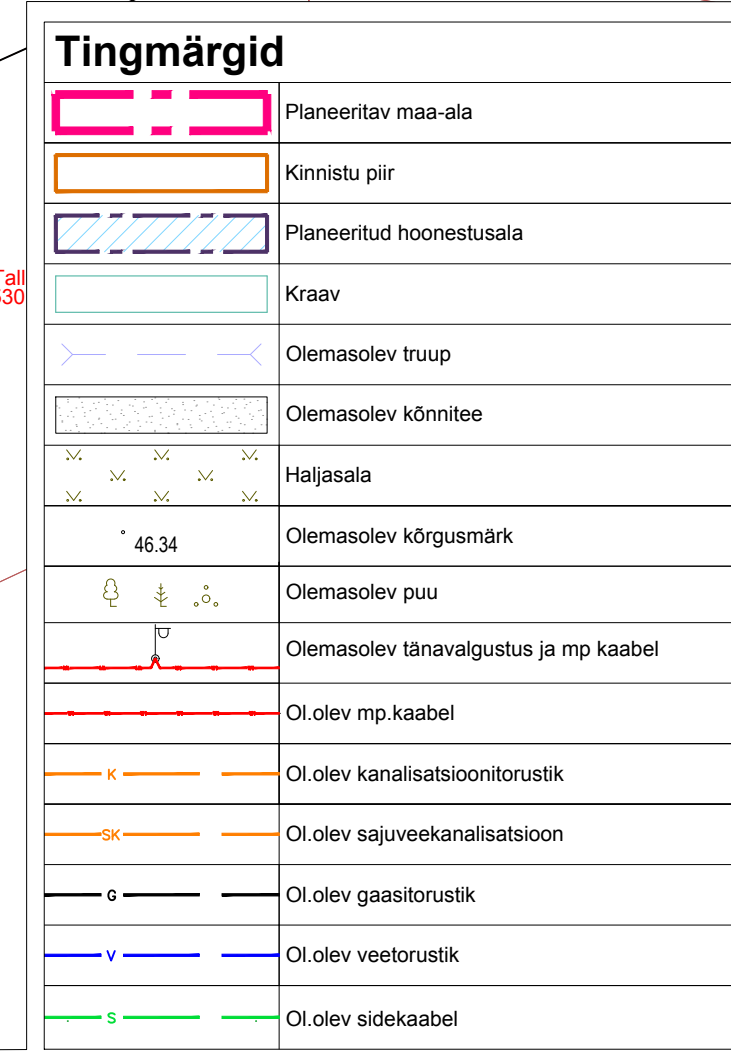 Tingmärgid
Planeeritav maa-ala
Kinnistu piir
Planeeritud hoonestusala
Tall
530
Kraav
Olemasolev truup
Olemasolev kõnnitee
Haljasala
46.34
Olemasolev kõrgusmärk
Olemasolev puu
Olemasolev tänavalgustus ja mp kaabel
Ol.olev mp.kaabel
K
Ol.olev kanalisatsioonitorustik
SK
Ol.olev sajuveekanalisatsioon
G
Ol.olev gaasitorustik
V
Ol.olev veetorustik
S
Ol.olev sidekaabel